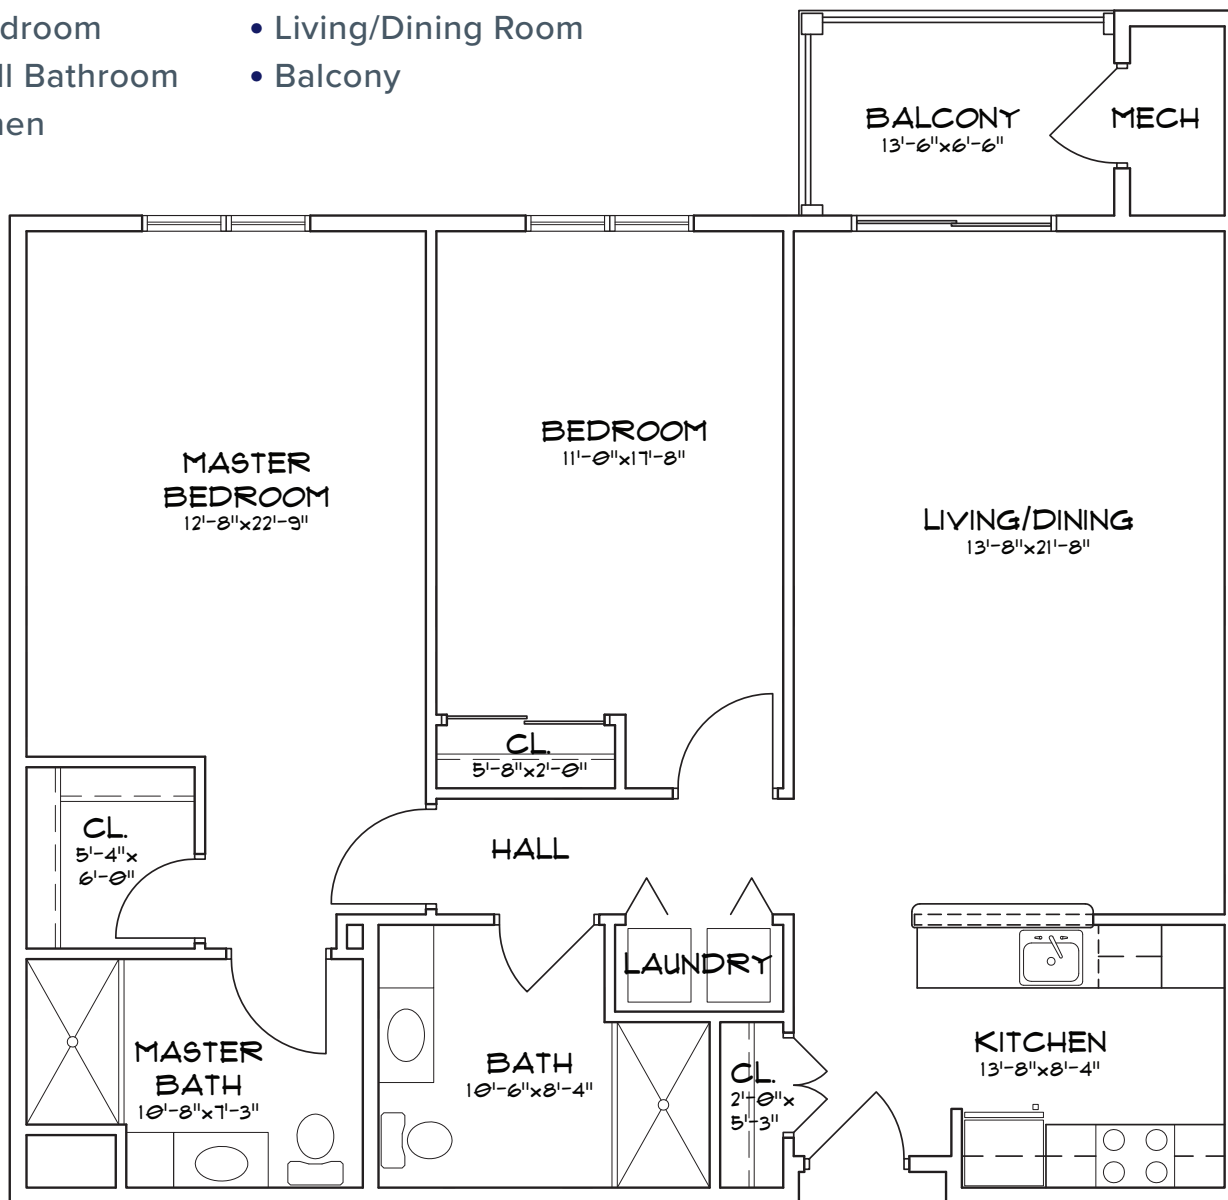 droom
ll Bathroom
nen
• Living/Dining Room
• Balcony
BALCONY
13'-6"x6'-6"
MECH
BEDROOM
11'-0"x17'-8"
MASTER
BEDROOM
12'-8"x22'-9"
LIVING/DINING
13'-8"x21'-8"
CL.
5'-8"x2'-0"
CL.
5'-4"x
6'-0"
HALL
LAUNDRY
MASTER
BATH
10'-8"x7'-3"
BATH
10'-6"x8'-4"
CL.
2'-0"x
5'-3"
KITCHEN
13'-8"x8'-4"